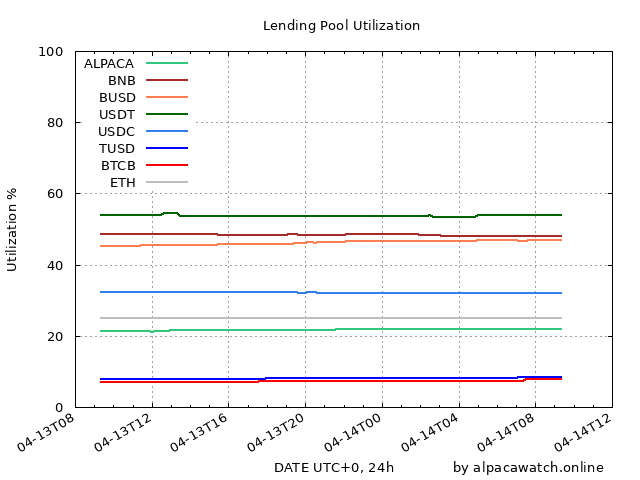 Lending Pool Utilization
100
80
60
40
20
0
Utilization %
ALPACA
BNB
BUSD
USDT
USDC
TUSD
BTCB
ETH
04-13T08
04-13T12
04-13T16
04-13T20
04-14T00
04-14T04
04-14T08
04-14T12
DATE UTC+0, 24h
by alpacawatch.online